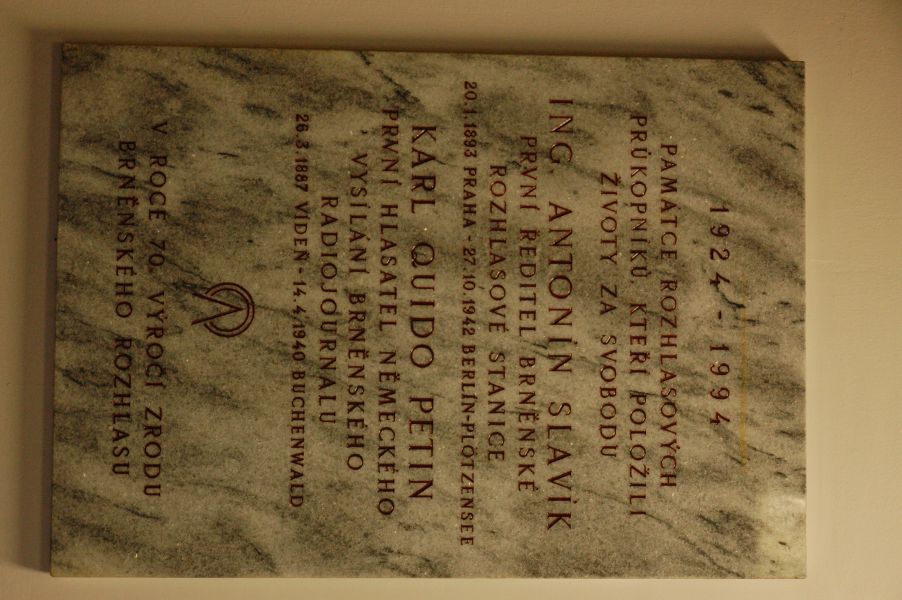 1924 - 1994
PAMÁTCE ROZHLASOVÝCH
PRŮKOPNÍKŮ, KTEŘÍ POLOŽILI
ŽIVOTY ZA SVOBODU
ING. ANTONÍN SLAVÍK
PRVNÍ ŘEDITEL BRNĚNSKÉ
ROZHLASOVÉ STANICE
20.1.1893 PRAHA - 27.10.1942 BERLÍN-PLÖTZENSEE
KARL QUIDO PETIN
PRVNÍ HLASATEL NĚMECKÉHO
VYSÍLÁNÍ BRNĚNSKÉHO
RADIOJOURNALU
26.3.1887 VÍDEŇ - 14.4.1940 BUCHENWALD
V ROCE 70. VÝROČÍ ZRODU
BRNĚNSKÉHO ROZHLASU